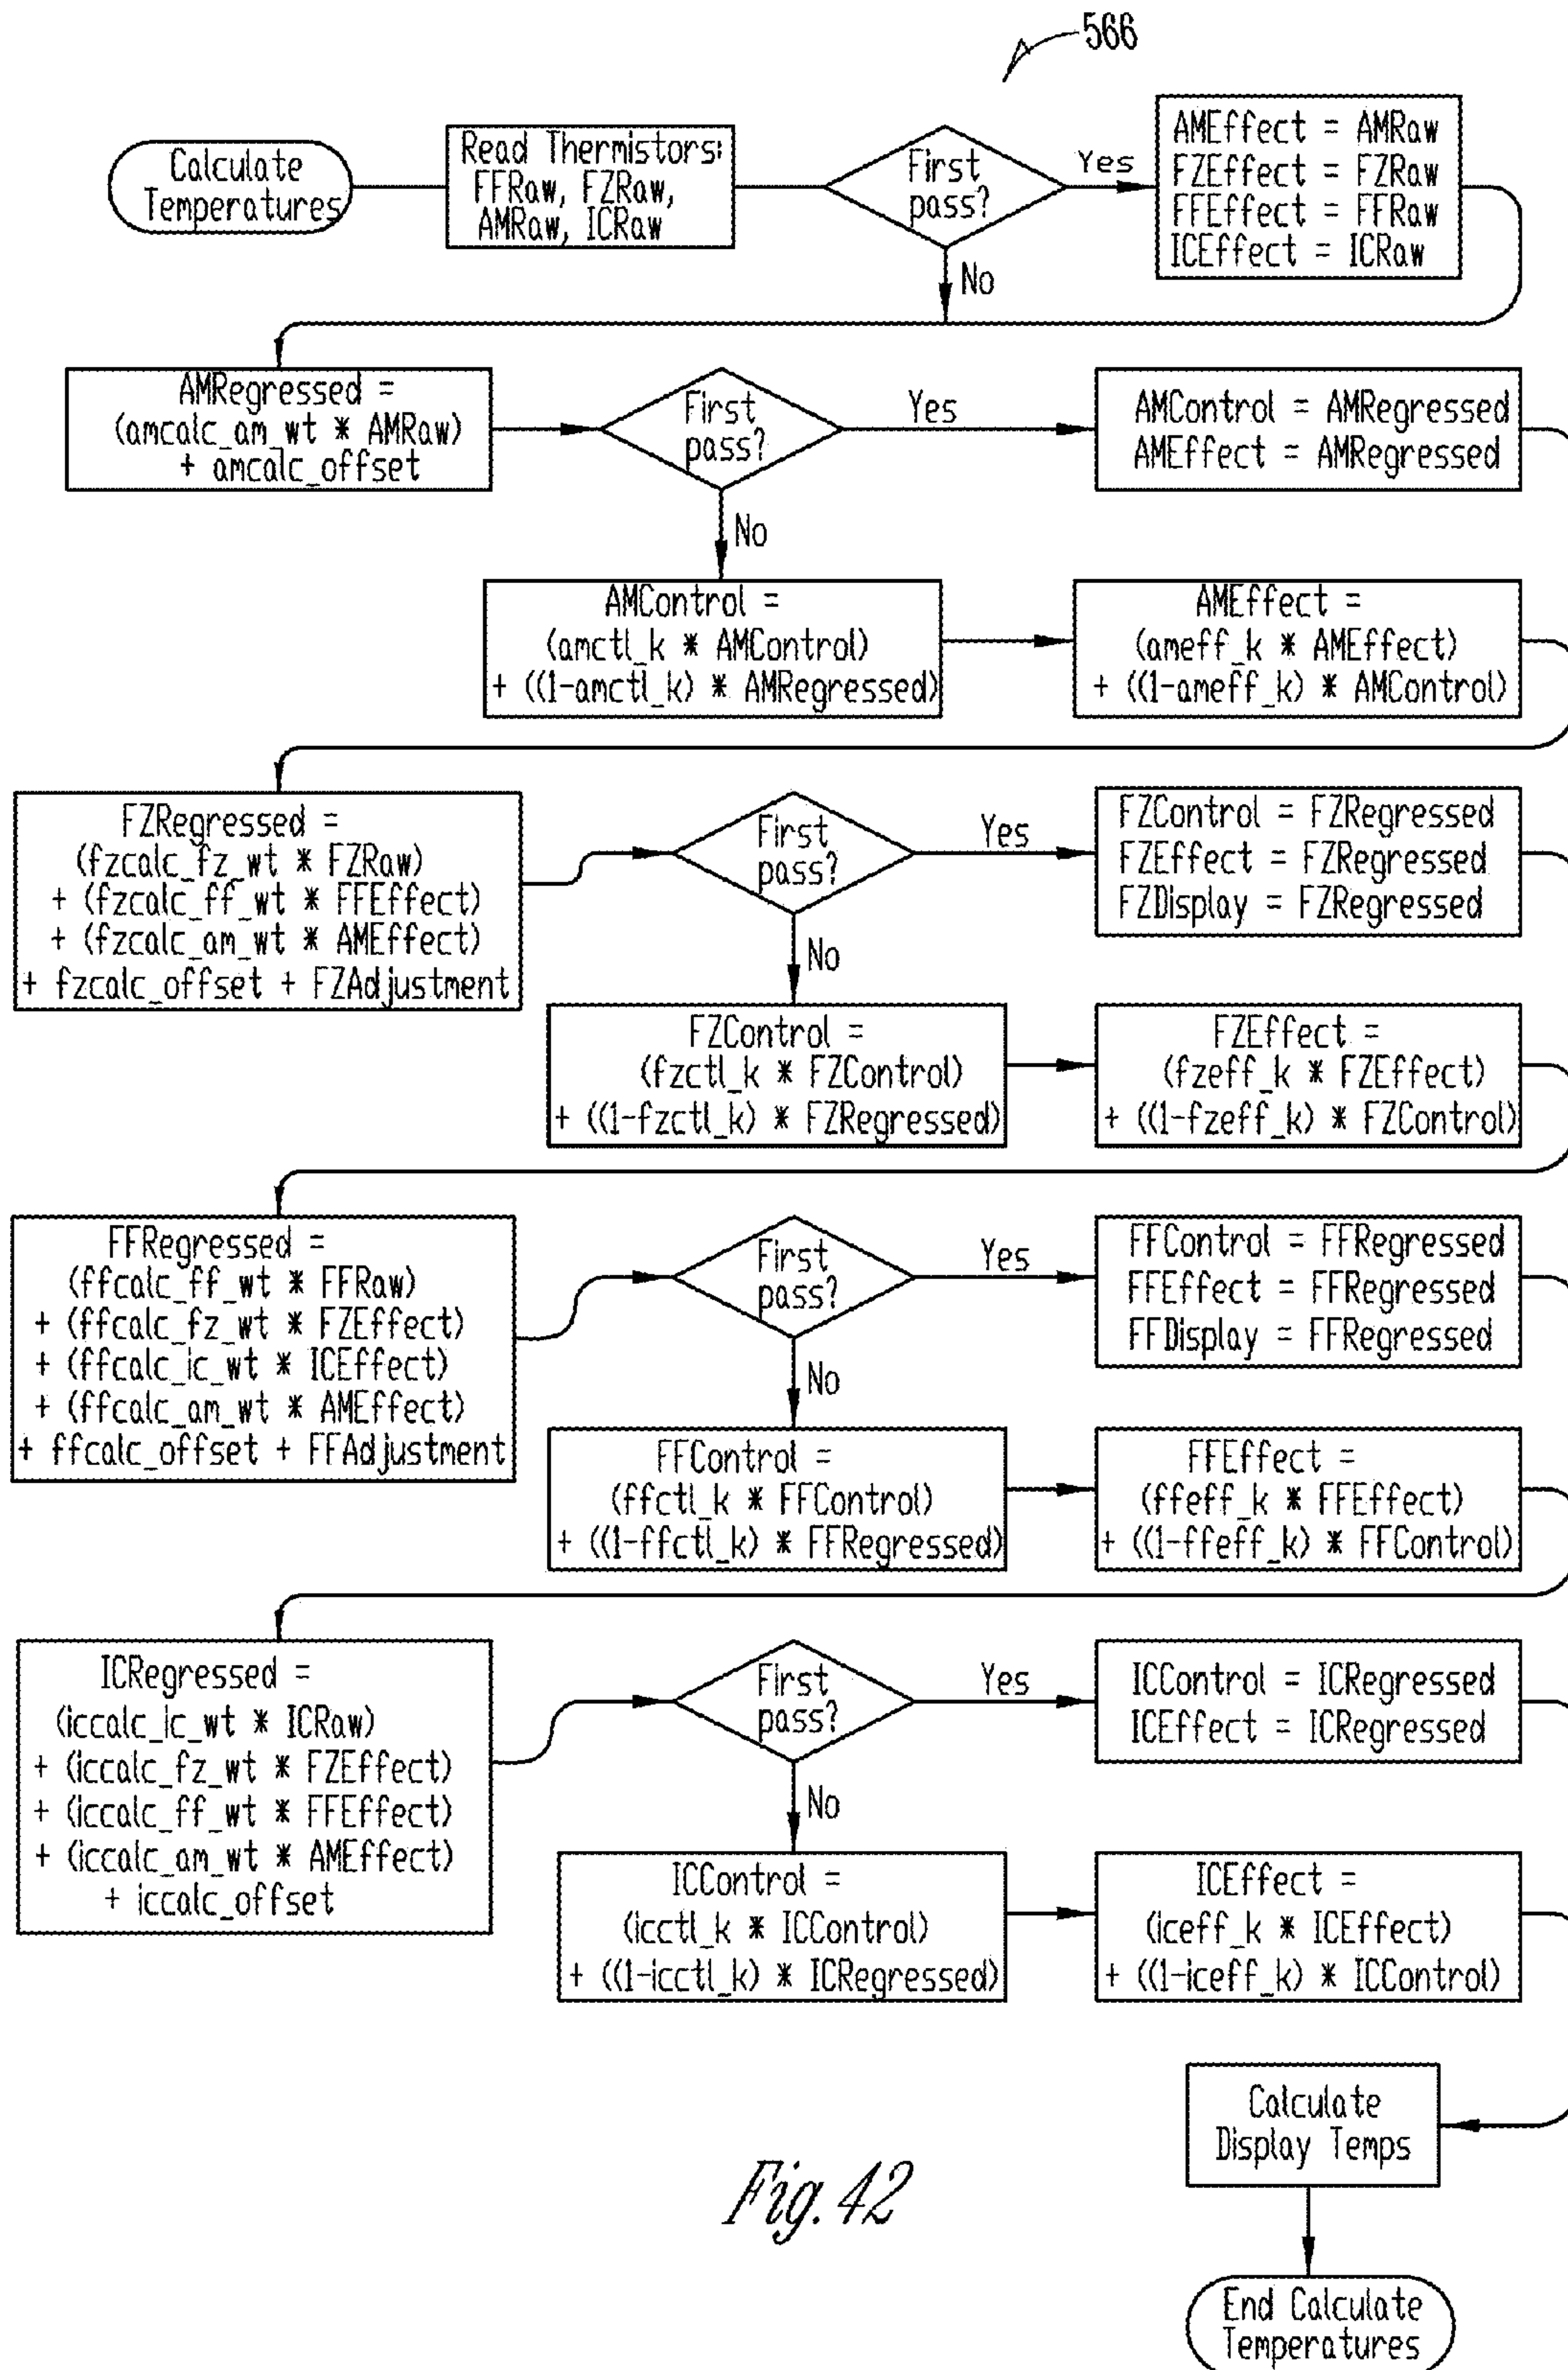 566
Calculate
Temperatures
Read Thermistors:
FFRaw, FZRaw,
AMRaw, ICRaw
First
pass?
Yes
AMEffect = AMRaw
FZEffect = FZRaw
FFEffect = FFRaw
ICEffect = ICRaw
No
AMRegressed =
(amcalc_am_wt * AMRaw)
+ amcalc_offset
First
pass?
Yes
AMControl = AMRegressed
AMEffect = AMRegressed
No
AMControl =
(amctl_k * AMControl)
+ ((1-amctl_k) * AMRegressed)
AMEffect =
(ameff_k * AMEffect)
+ ((1-ameff_k) * AMControl)
FZRegressed =
(fzcalc_fz_wt * FZRaw)
+ (fzcalc_ff_wt * FFEffect)
+ (fzcalc_am_wt * AMEffect)
+ fzcalc_offset + FZAdjustment
First
pass?
Yes
FZControl = FZRegressed
FZEffect = FZRegressed
FZDisplay = FZRegressed
No
FZControl =
(fzctl_k * FZControl)
+ ((1-fzctl_k) * FZRegressed)
FZEffect =
(fzeff_k * FZEffect)
+ ((1-fzeff_k) * FZControl)
FFRegressed =
(ffcalc_ff_wt * FFRaw)
+ (ffcalc_fz_wt * FZEffect)
+ (ffcalc_ic_wt * ICEffect)
+ (ffcalc_am_wt * AMEffect)
+ ffcalc_offset + FFAdjustment
First
pass?
Yes
FFControl = FFRegressed
FFEffect = FFRegressed
FFDisplay = FFRegressed
No
FFControl =
(ffctl_k * FFControl)
+ ((1-ffctl_k) * FFRegressed)
FFEffect =
(ffeff_k * FFEffect)
+ ((1-ffeff_k) * FFControl)
ICRegressed =
(iccalc_ic_wt * ICRaw)
+ (iccalc_fz_wt * FZEffect)
+ (iccalc_ff_wt * FFEffect)
+ (iccalc_am_wt * AMEffect)
+ iccalc_offset
First
pass?
Yes
ICControl = ICRegressed
ICEffect = ICRegressed
No
ICControl =
(icctl_k * ICControl)
+ ((1-icctl_k) * ICRegressed)
ICEffect =
(iceff_k * ICEffect)
+ ((1-iceff_k) * ICControl)
Calculate
Display Temps
Fig. 42
End Calculate
Temperatures